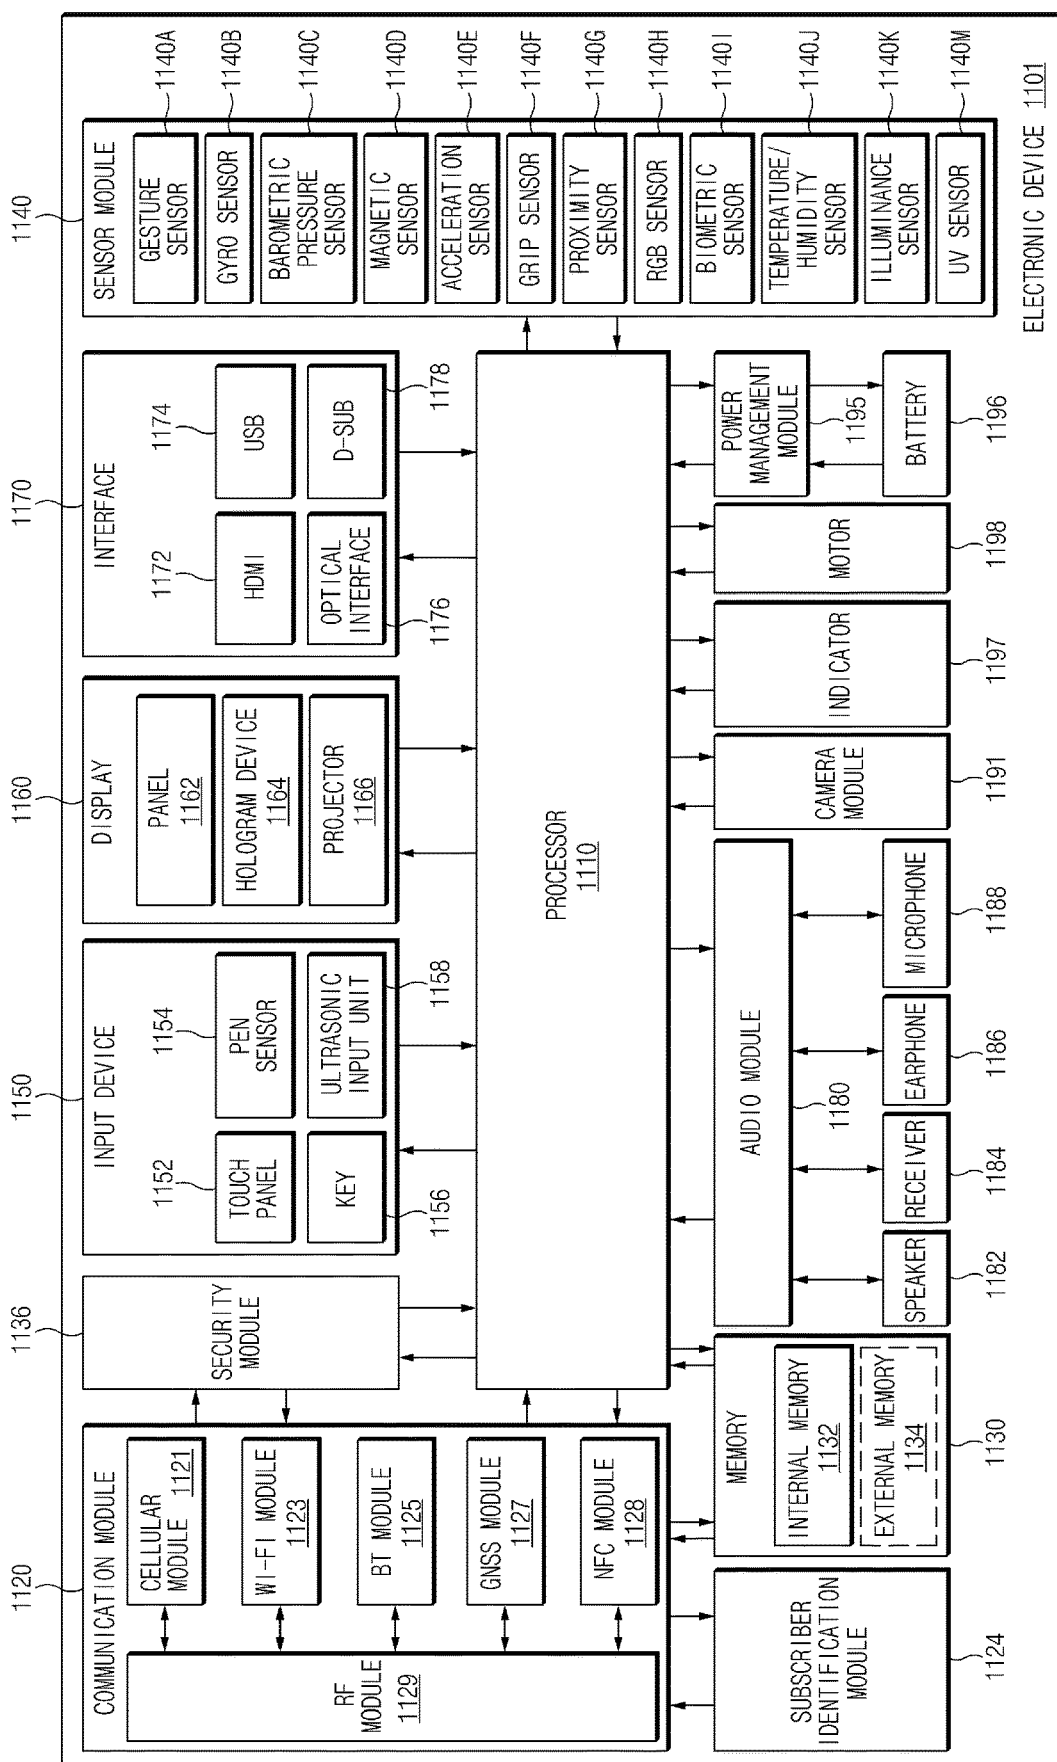 1120
COMMUNICATION MODULE
CELLULAR
MODULE
1121
WI-FI MODULE
1123
BT MODULE
1125
GNSS MODULE
1127
NFC MODULE
1128
RF
MODULE
1129
1136
SECURITY
MODULE
1150
INPUT DEVICE
1152
TOUCH
PANEL
1154
PEN
SENSOR
KEY
1156
ULTRASONIC
INPUT UNIT
1158
1160
DISPLAY
PANEL
1162
HOLOGRAM DEVICE
1164
PROJECTOR
1166
1170
INTERFACE
1172
HDMI
1174
USB
OPTICAL
INTERFACE
1176
D-SUB
1178
1140
SENSOR MODULE
GESTURE
SENSOR
1140A
GYRO SENSOR
1140B
BAROMETRIC
PRESSURE
SENSOR
1140C
MAGNETIC
SENSOR
1140D
ACCELERATION
SENSOR
1140E
GRIP SENSOR
1140F
PROXIMITY
SENSOR
1140G
RGB SENSOR
1140H
BIOMETRIC
SENSOR
1140I
TEMPERATURE/
HUMIDITY
SENSOR
1140J
ILLUMINANCE
SENSOR
1140K
UV SENSOR
1140M
PROCESSOR
1110
SUBSCRIBER
IDENTIFICATION
MODULE
1124
MEMORY
INTERNAL MEMORY
1132
EXTERNAL MEMORY
1134
1130
AUDIO MODULE
1180
SPEAKER
1182
RECEIVER
1184
EARPHONE
1186
MICROPHONE
1188
CAMERA
MODULE
1191
INDICATOR
1197
MOTOR
1198
POWER
MANAGEMENT
MODULE
1195
BATTERY
1196
ELECTRONIC DEVICE 1101